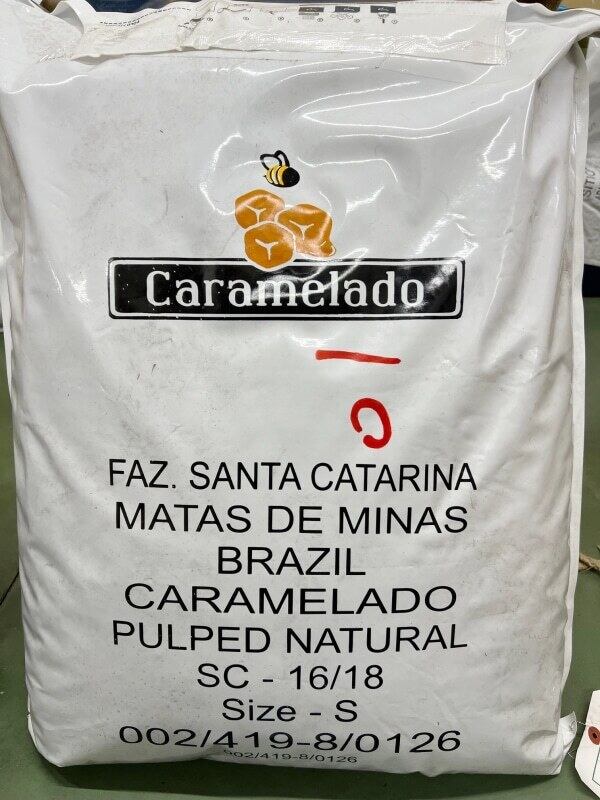 Caramelado
FAZ. SANTA CATARINA
MATAS DE MINAS
BRAZIL
CARAMELADO
PULPED NATURAL
SC - 16/18
Size - S
002/419-8/0126
002/419-8/0126